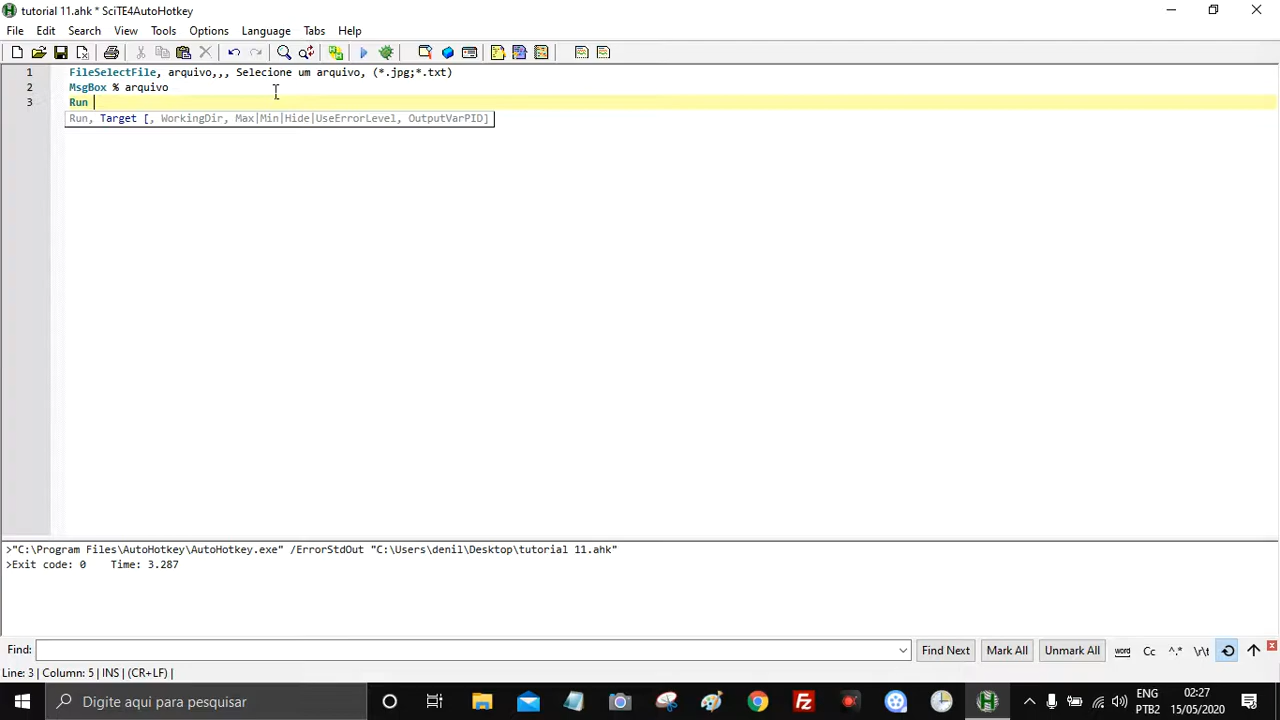 tutorial 11.ahk * SciTE4AutoHotkey
File Edit Search View Tools Options Language Tabs Help
1 FileSelectFile, arquivo,,, Selecione um arquivo, (*.jpg;*.txt)
2 MsgBox % arquivo
3 Run
Run, Target [, WorkingDir, Max|Min|Hide|UseErrorLevel, OutputVarPID]
>"C:\Program Files\AutoHotkey\AutoHotkey.exe" /ErrorStdOut "C:\Users\denil\Desktop\tutorial 11.ahk"
>Exit code: 0 Time: 3.287
Find: Find Next Mark All Unmark All word Cc .* \r\t
Line: 3 | Column: 5 | INS | (CR+LF) |
Digite aqui para pesquisar
ENG 02:27
PTB2 15/05/2020